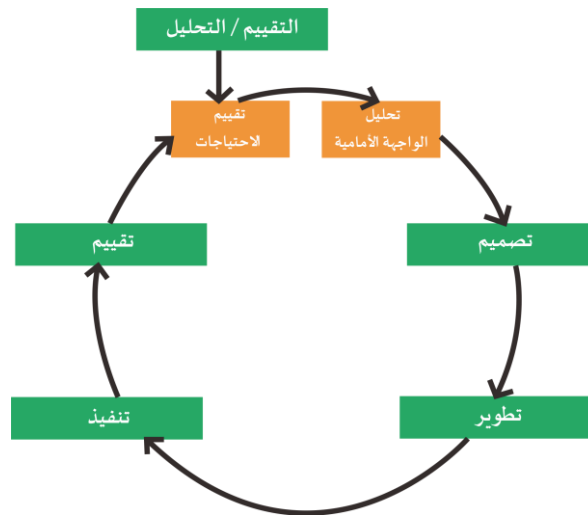 التقييم / التحليل
تقييم
الاحتياجات
تحليل
الواجهة الأمامية
تصميم
تطوير
تنفيذ
تقييم